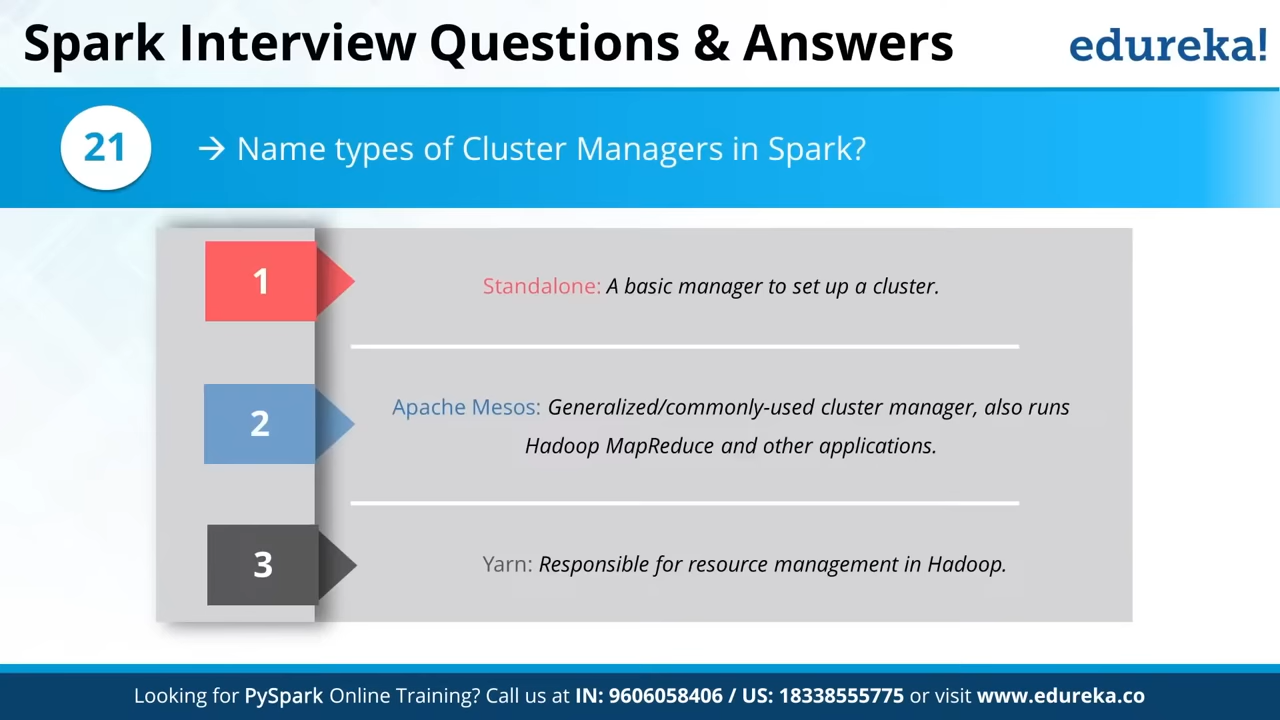 Spark Interview Questions & Answers
edureka!
21
→ Name types of Cluster Managers in Spark?
1
Standalone: A basic manager to set up a cluster.
2
Apache Mesos: Generalized/commonly-used cluster manager, also runs
Hadoop MapReduce and other applications.
3
Yarn: Responsible for resource management in Hadoop.
Looking for PySpark Online Training? Call us at IN: 9606058406 / US: 18338555775 or visit www.edureka.co